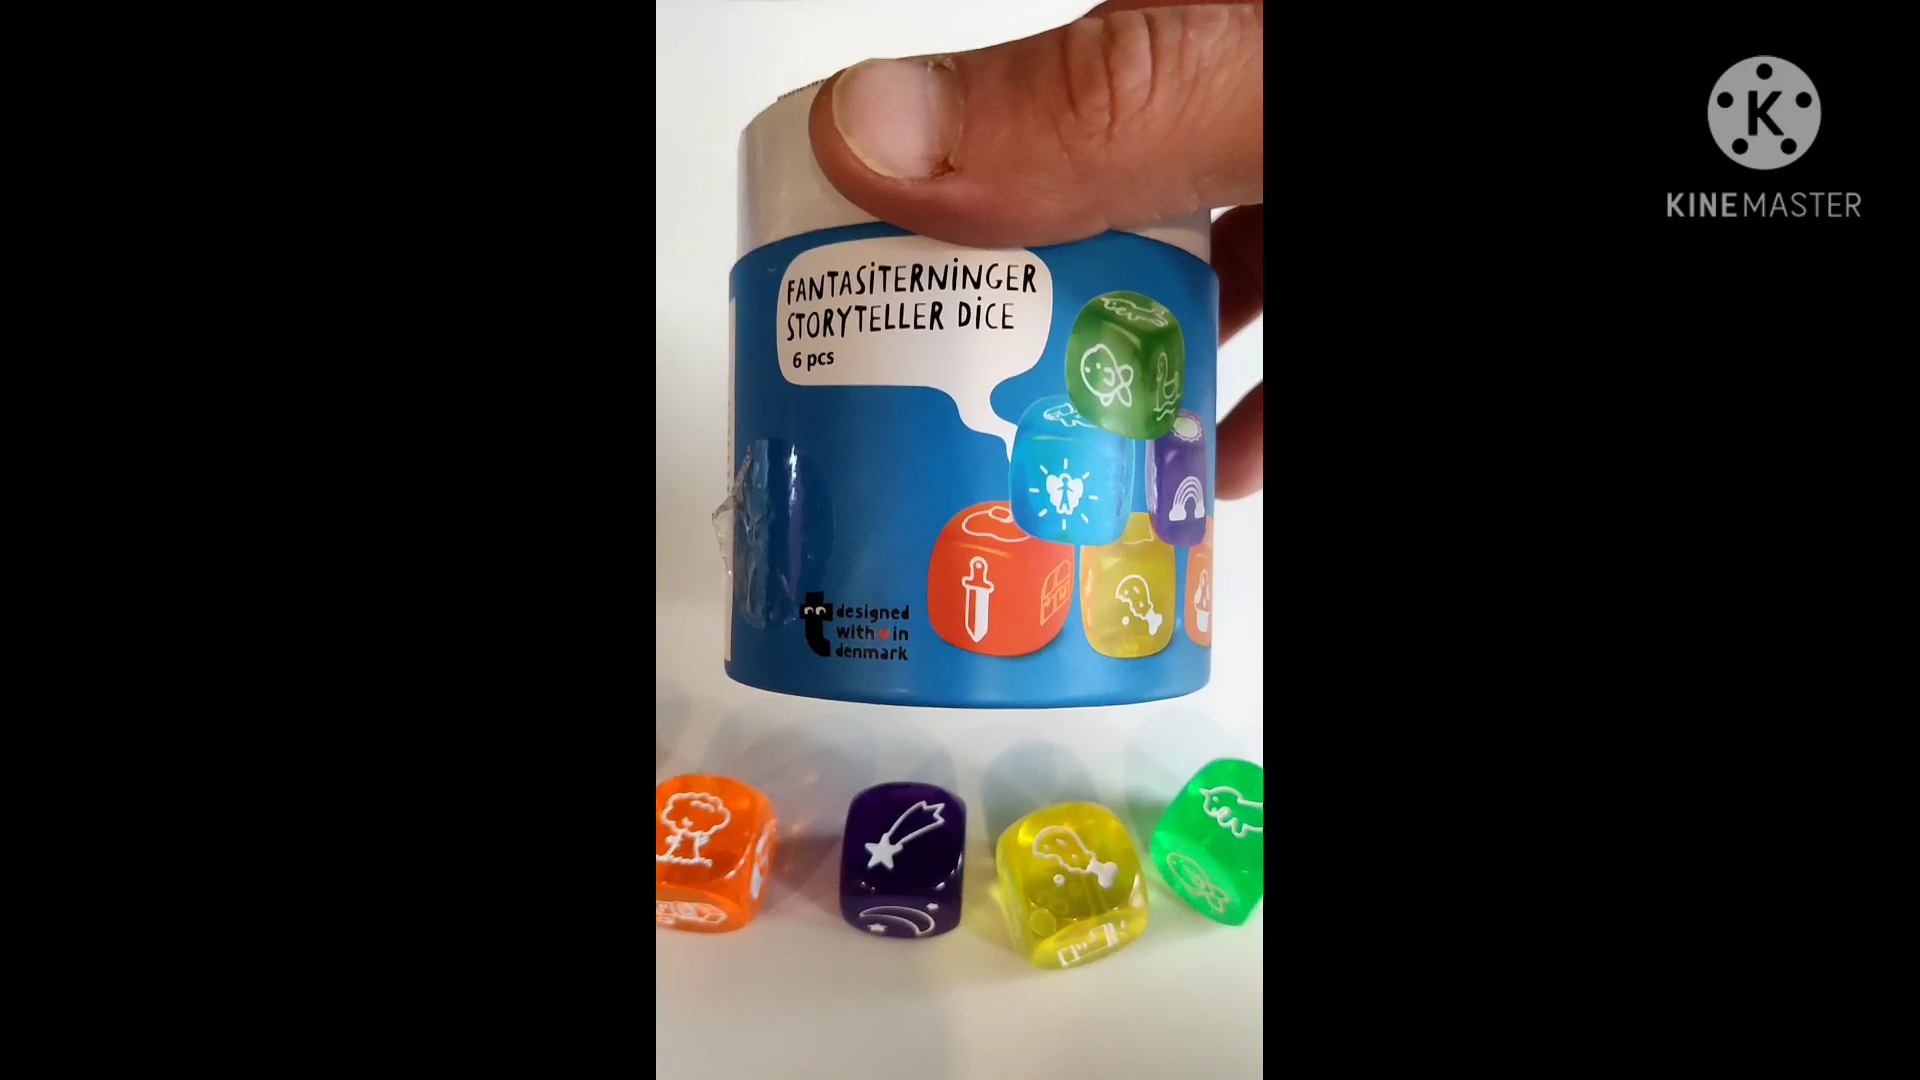 FANTASiTERNiNGER
STORYTELLER DiCE
6 pcs
designed
with♥in
denmark
K
KINEMASTER